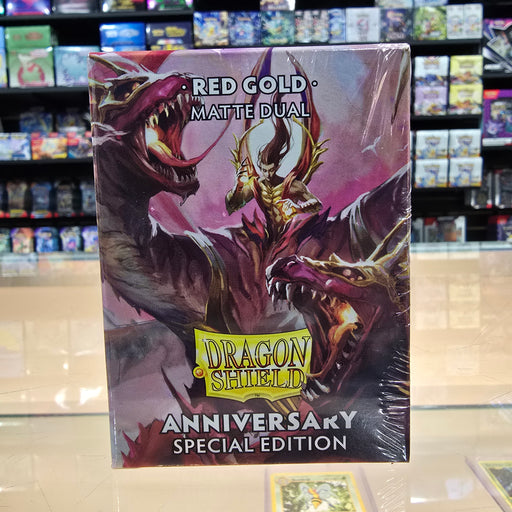 · RED GOLD ·
MATTE DUAL
DRAGON
SHIELD
ANNIVERSARY
SPECIAL EDITION